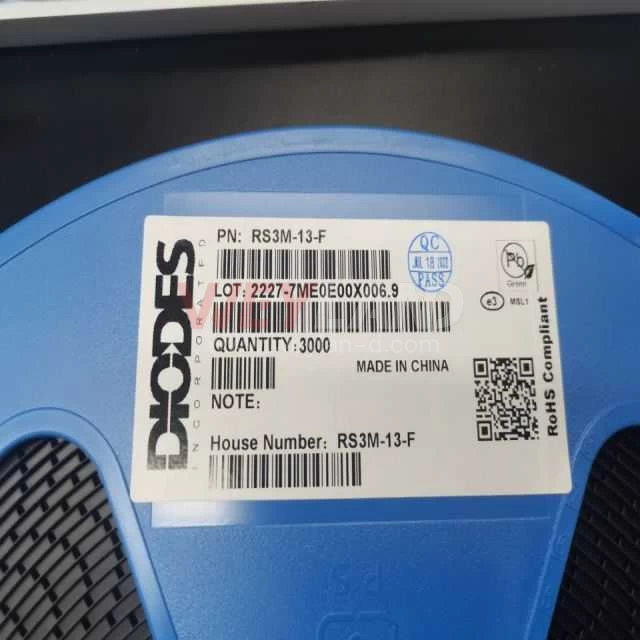 DIODES
INCORPORATED
PN: RS3M-13-F
QC
PASS
Pb
Green
e3
MSL1
LOT 2227-7ME0E00X006.9
QUANTITY:3000
MADE IN CHINA
NOTE:
House Number: RS3M-13-F
RoHS Compliant